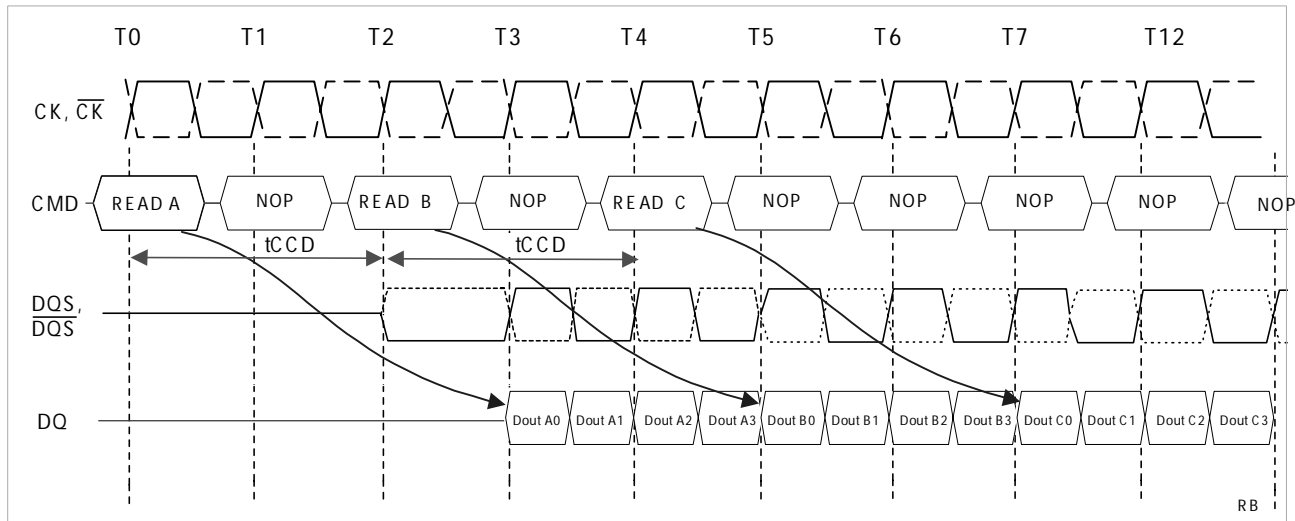 T0 T1 T2 T3 T4 T5 T6 T7 T12
CK, C̅K̅
CMD READ A NOP READ B NOP READ C NOP NOP NOP NOP NOP
tCCD tCCD
DQS,
D̅Q̅S̅
DQ Dout A0 Dout A1 Dout A2 Dout A3 Dout B0 Dout B1 Dout B2 Dout B3 Dout C0 Dout C1 Dout C2 Dout C3
RB